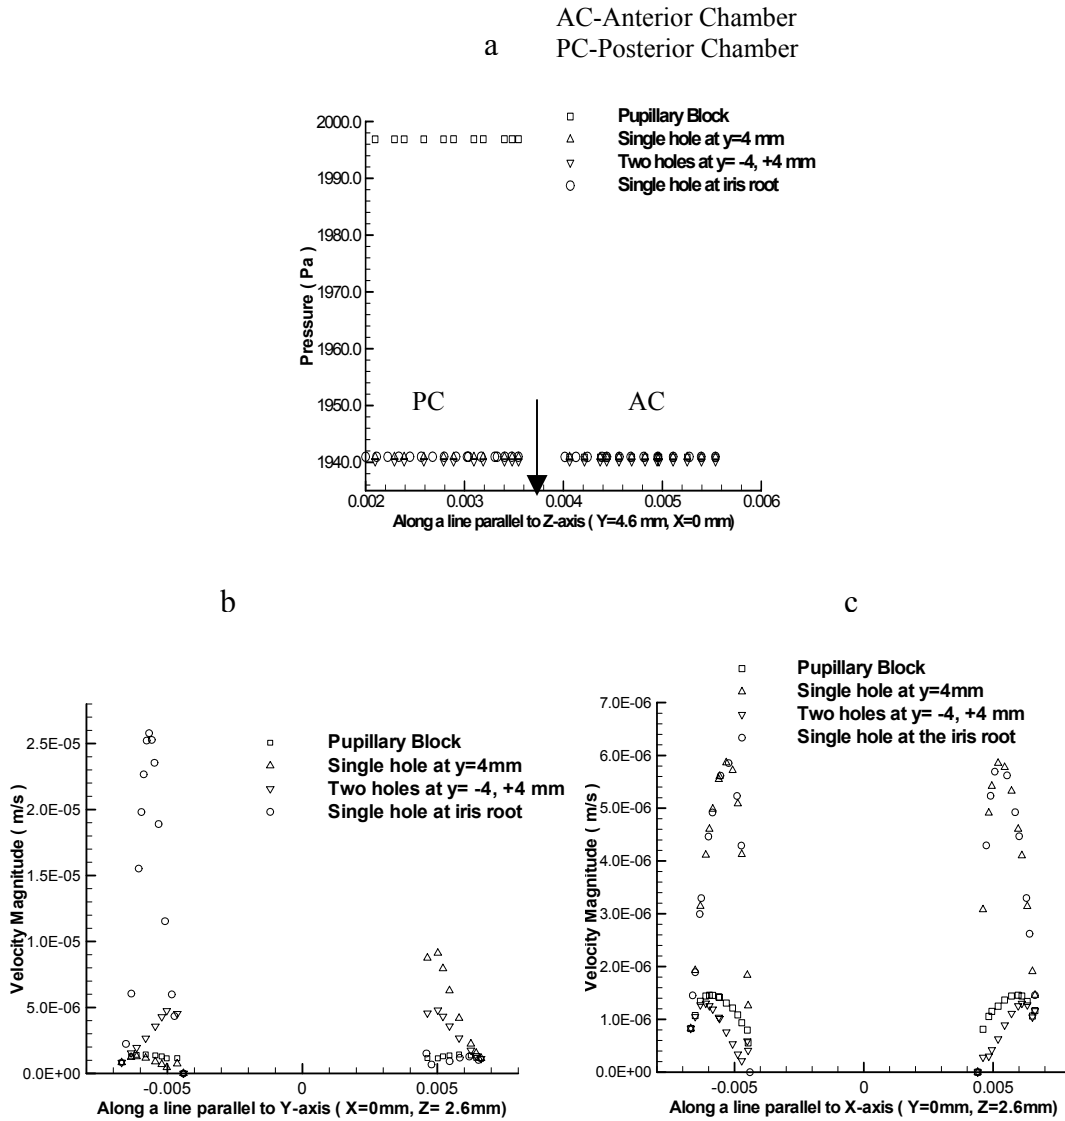 AC-Anterior Chamber
a PC-Posterior Chamber
Pupillary Block
Single hole at y=4 mm
Two holes at y= -4, +4 mm
Single hole at iris root
2000.0
1990.0
1980.0
1970.0
1960.0
1950.0
1940.0
Pressure ( Pa )
PC AC
0.002 0.003 0.004 0.005 0.006
Along a line parallel to Z-axis ( Y=4.6 mm, X=0 mm)
b
Pupillary Block
Single hole at y=4mm
Two holes at y= -4, +4 mm
Single hole at iris root
2.5E-05
2.0E-05
1.5E-05
1.0E-05
5.0E-06
0.0E+00
Velocity Magnitude ( m/s )
-0.005 0 0.005
Along a line parallel to Y-axis ( X=0mm, Z= 2.6mm)
c
Pupillary Block
Single hole at y=4mm
Two holes at y= -4, +4 mm
Single hole at the iris root
7.0E-06
6.0E-06
5.0E-06
4.0E-06
3.0E-06
2.0E-06
1.0E-06
0.0E+00
Velocity Magnitude ( m/s )
-0.005 0 0.005
Along a line parallel to X-axis ( Y=0mm, Z=2.6mm)